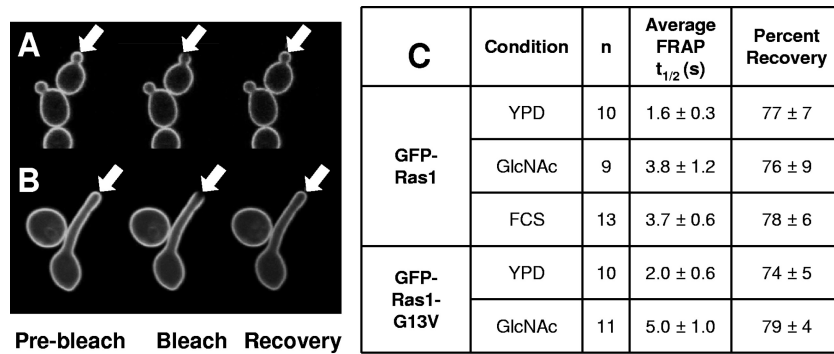 A
B
Pre-bleach Bleach Recovery
C Condition n Average FRAP t1/2 (s) Percent Recovery
GFP-Ras1
YPD 10 1.6 ± 0.3 77 ± 7
GlcNAc 9 3.8 ± 1.2 76 ± 9
FCS 13 3.7 ± 0.6 78 ± 6
GFP-Ras1-G13V
YPD 10 2.0 ± 0.6 74 ± 5
GlcNAc 11 5.0 ± 1.0 79 ± 4